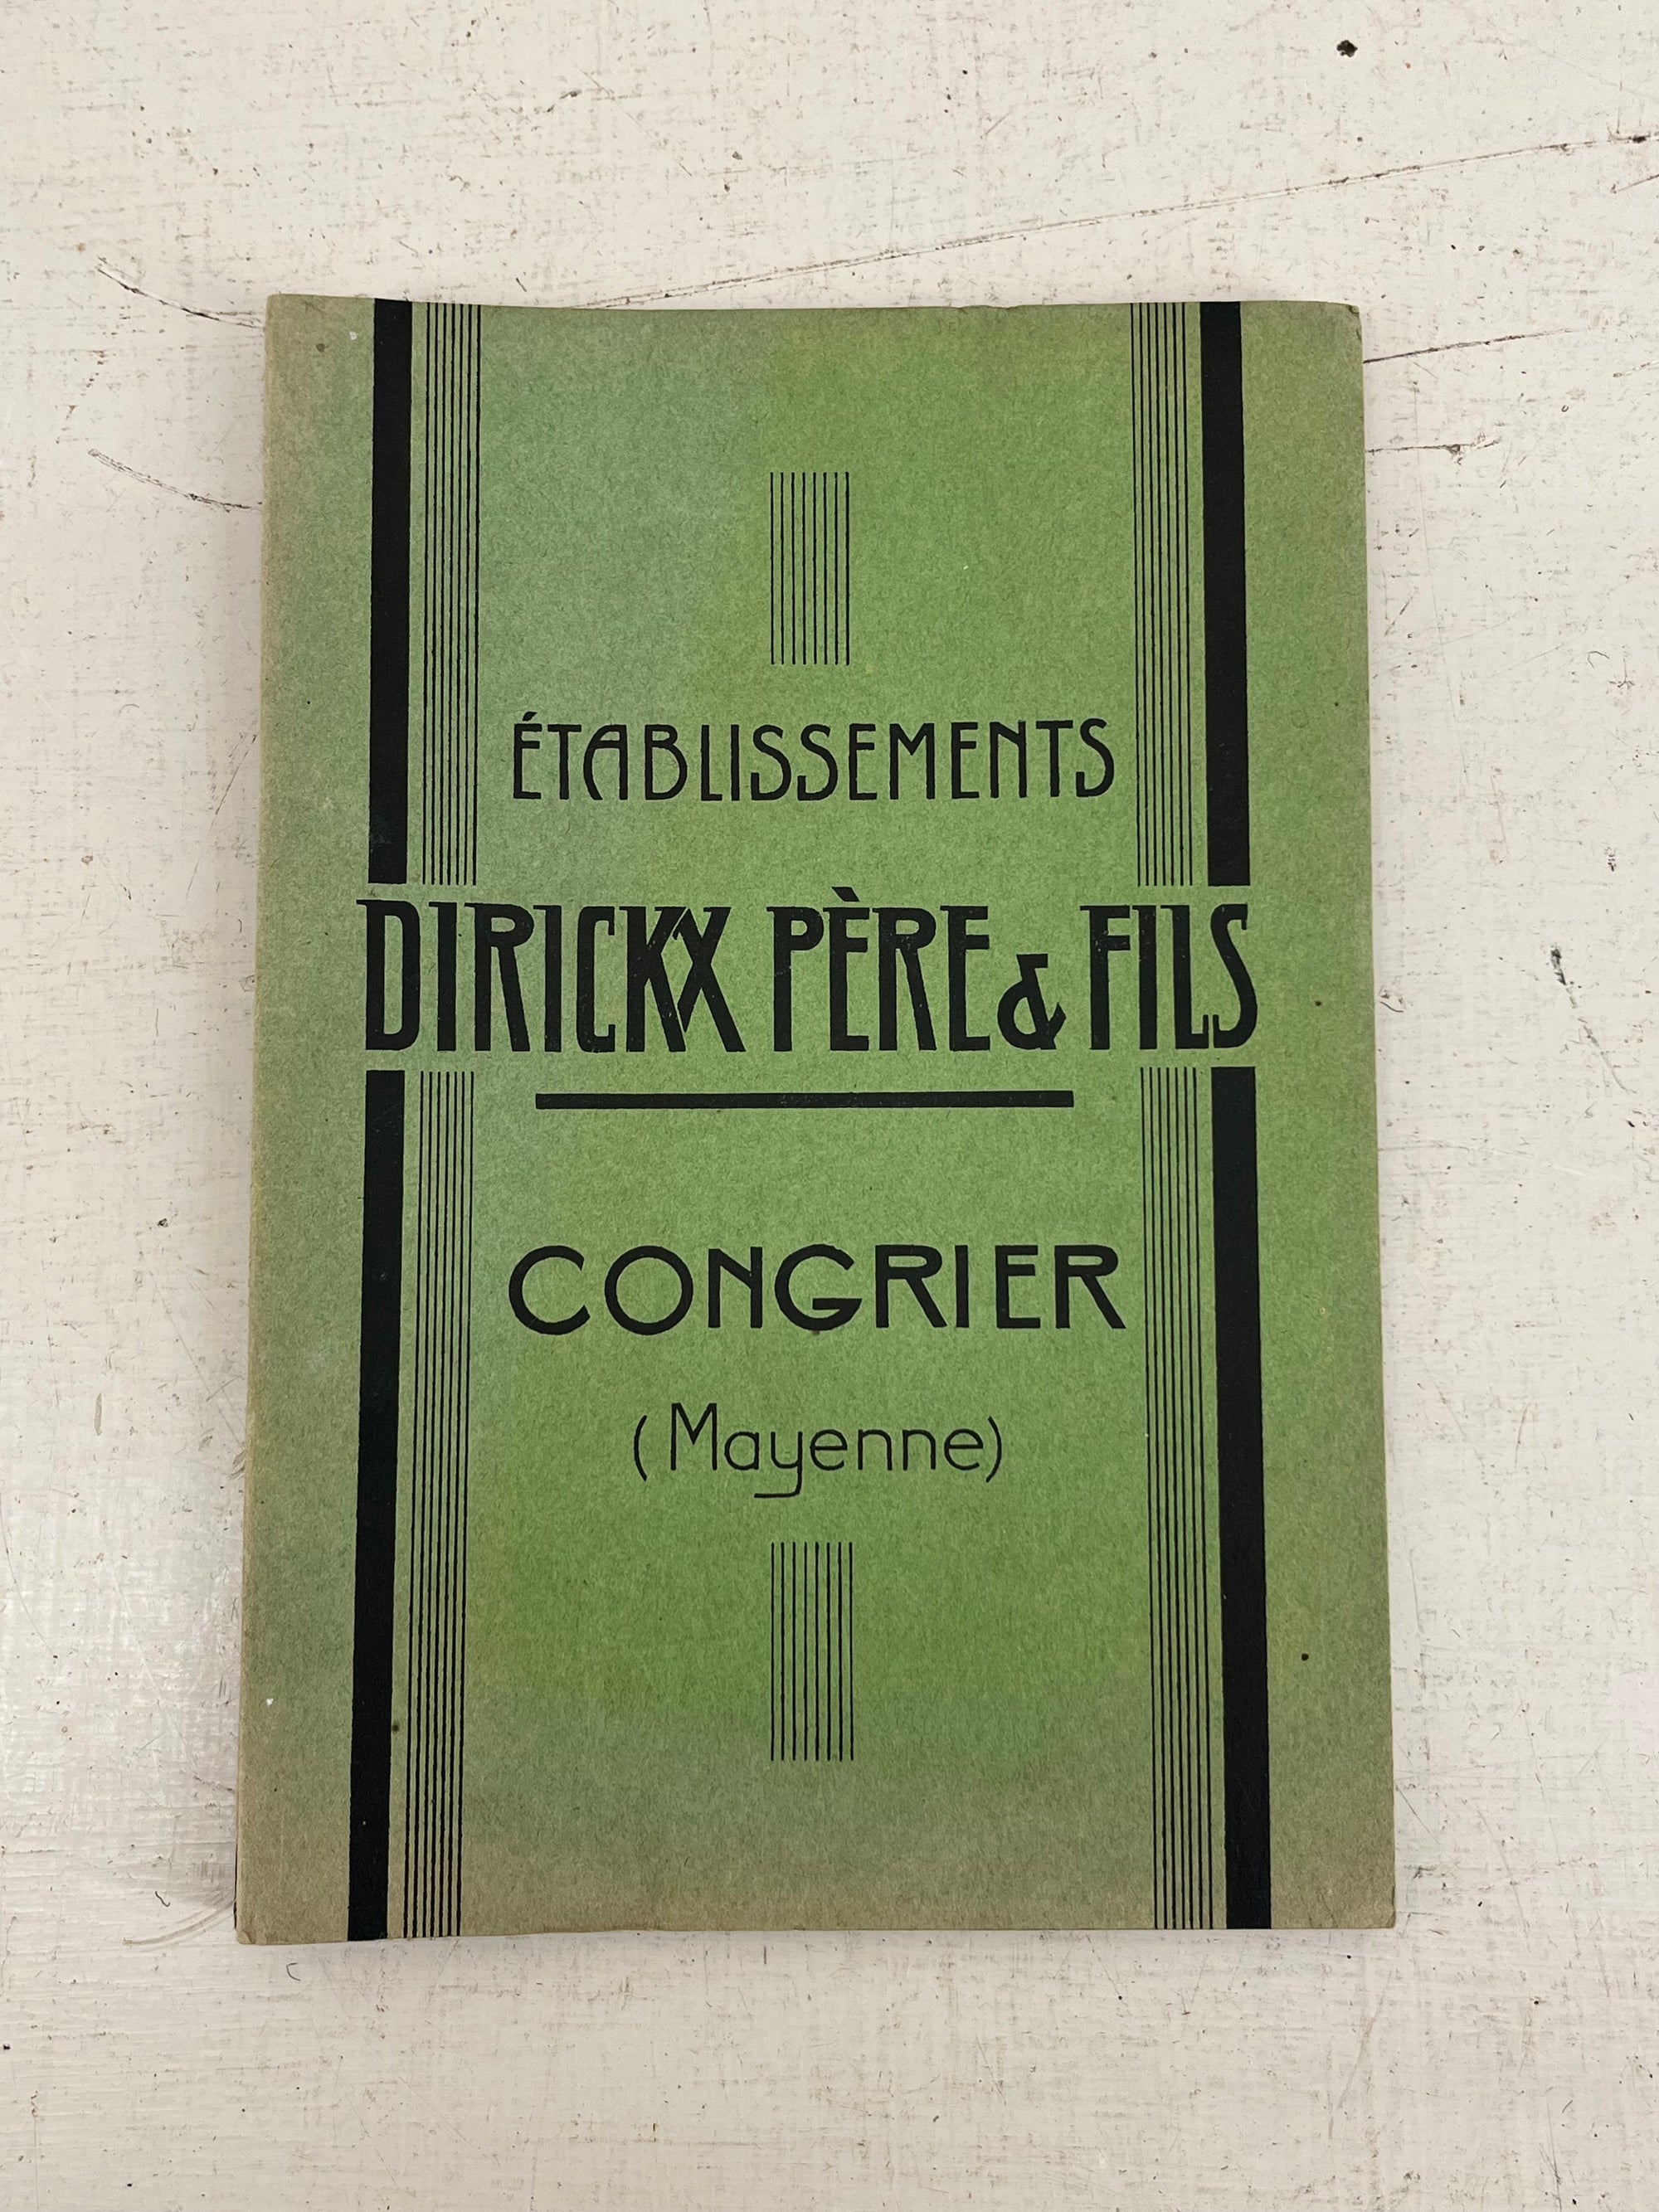 ÉTABLISSEMENTS
DIRICKX PÈRE & FILS
CONGRIER
(Mayenne)